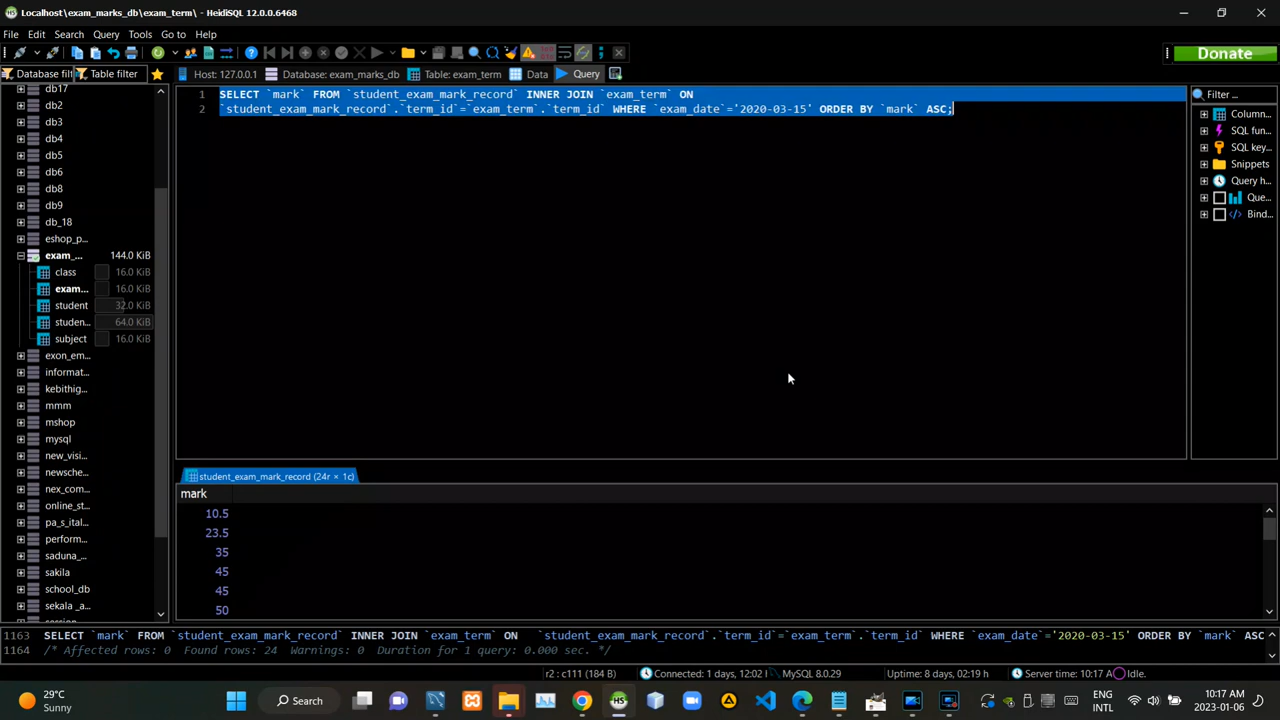 Localhost\exam_marks_db\exam_term\ - HeidiSQL 12.0.0.6468
File Edit Search Query Tools Go to Help
Donate
Database filt Table filter Host: 127.0.0.1 Database: exam_marks_db Table: exam_term Data Query
1 SELECT `mark` FROM `student_exam_mark_record` INNER JOIN `exam_term` ON
2 `student_exam_mark_record`.`term_id`=`exam_term`.`term_id` WHERE `exam_date`='2020-03-15' ORDER BY `mark` ASC;
db17
db2
db3
db4
db5
db6
db8
db9
db_18
eshop_p...
exam_... 144.0 KiB
class 16.0 KiB
exam... 16.0 KiB
student 32.0 KiB
studen... 64.0 KiB
subject 16.0 KiB
exon_em...
informat...
kebithig...
mmm
mshop
mysql
new_visi...
newsche...
nex_com...
online_st...
pa_s_ital...
perform...
saduna_...
sakila
school_db
sekala _a...
Filter ...
Column...
SQL fun...
SQL key...
Snippets
Query h...
Que...
Bind...
student_exam_mark_record (24r × 1c)
mark
10.5
23.5
35
45
45
50
1163 SELECT `mark` FROM `student_exam_mark_record` INNER JOIN `exam_term` ON `student_exam_mark_record`.`term_id`=`exam_term`.`term_id` WHERE `exam_date`='2020-03-15' ORDER BY `mark` ASC
1164 /* Affected rows: 0 Found rows: 24 Warnings: 0 Duration for 1 query: 0.000 sec. */
r2 : c111 (184 B) Connected: 1 days, 12:02 MySQL 8.0.29 Uptime: 8 days, 02:19 h Server time: 10:17 A Idle.
29°C
Sunny
Search
ENG
INTL
10:17 AM
2023-01-06